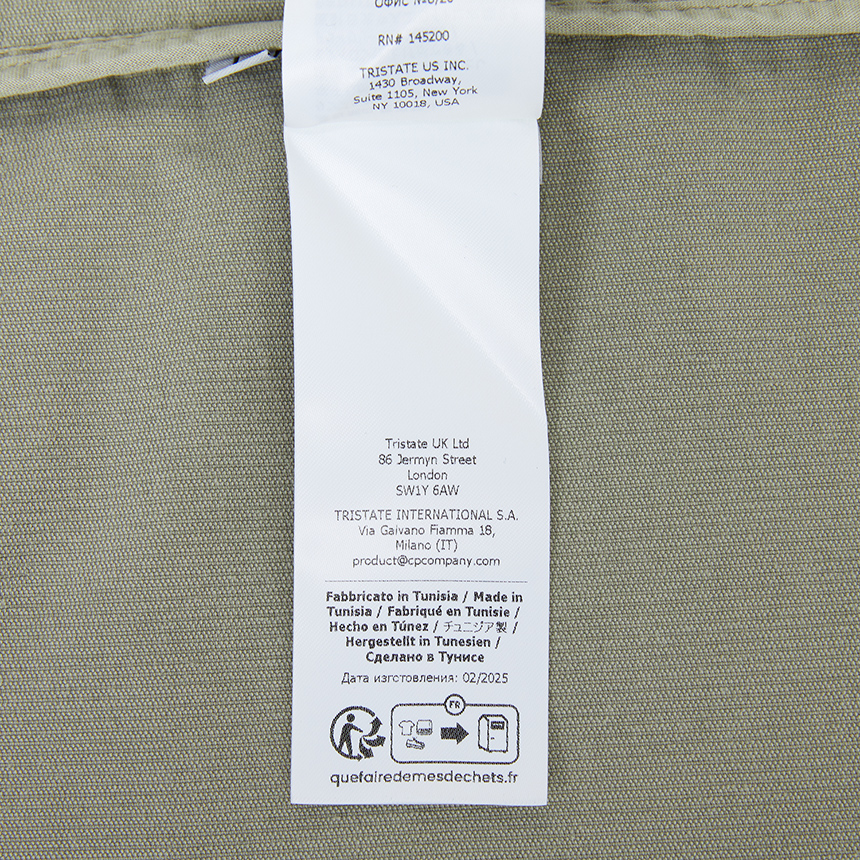 ОФИС №8/20
RN# 145200
TRISTATE US INC.
1430 Broadway,
Suite 1105, New York
NY 10018, USA
Tristate UK Ltd
86 Jermyn Street
London
SW1Y 6AW
TRISTATE INTERNATIONAL S.A.
Via Galvano Fiamma 18,
Milano (IT)
product@cpcompany.com
Fabbricato in Tunisia / Made in
Tunisia / Fabriqué en Tunisie /
Hecho en Túnez / チュニジア製 /
Hergestellt in Tunesien /
Сделано в Тунисе
Дата изготовления: 02/2025
FR
quefairedemesdechets.fr